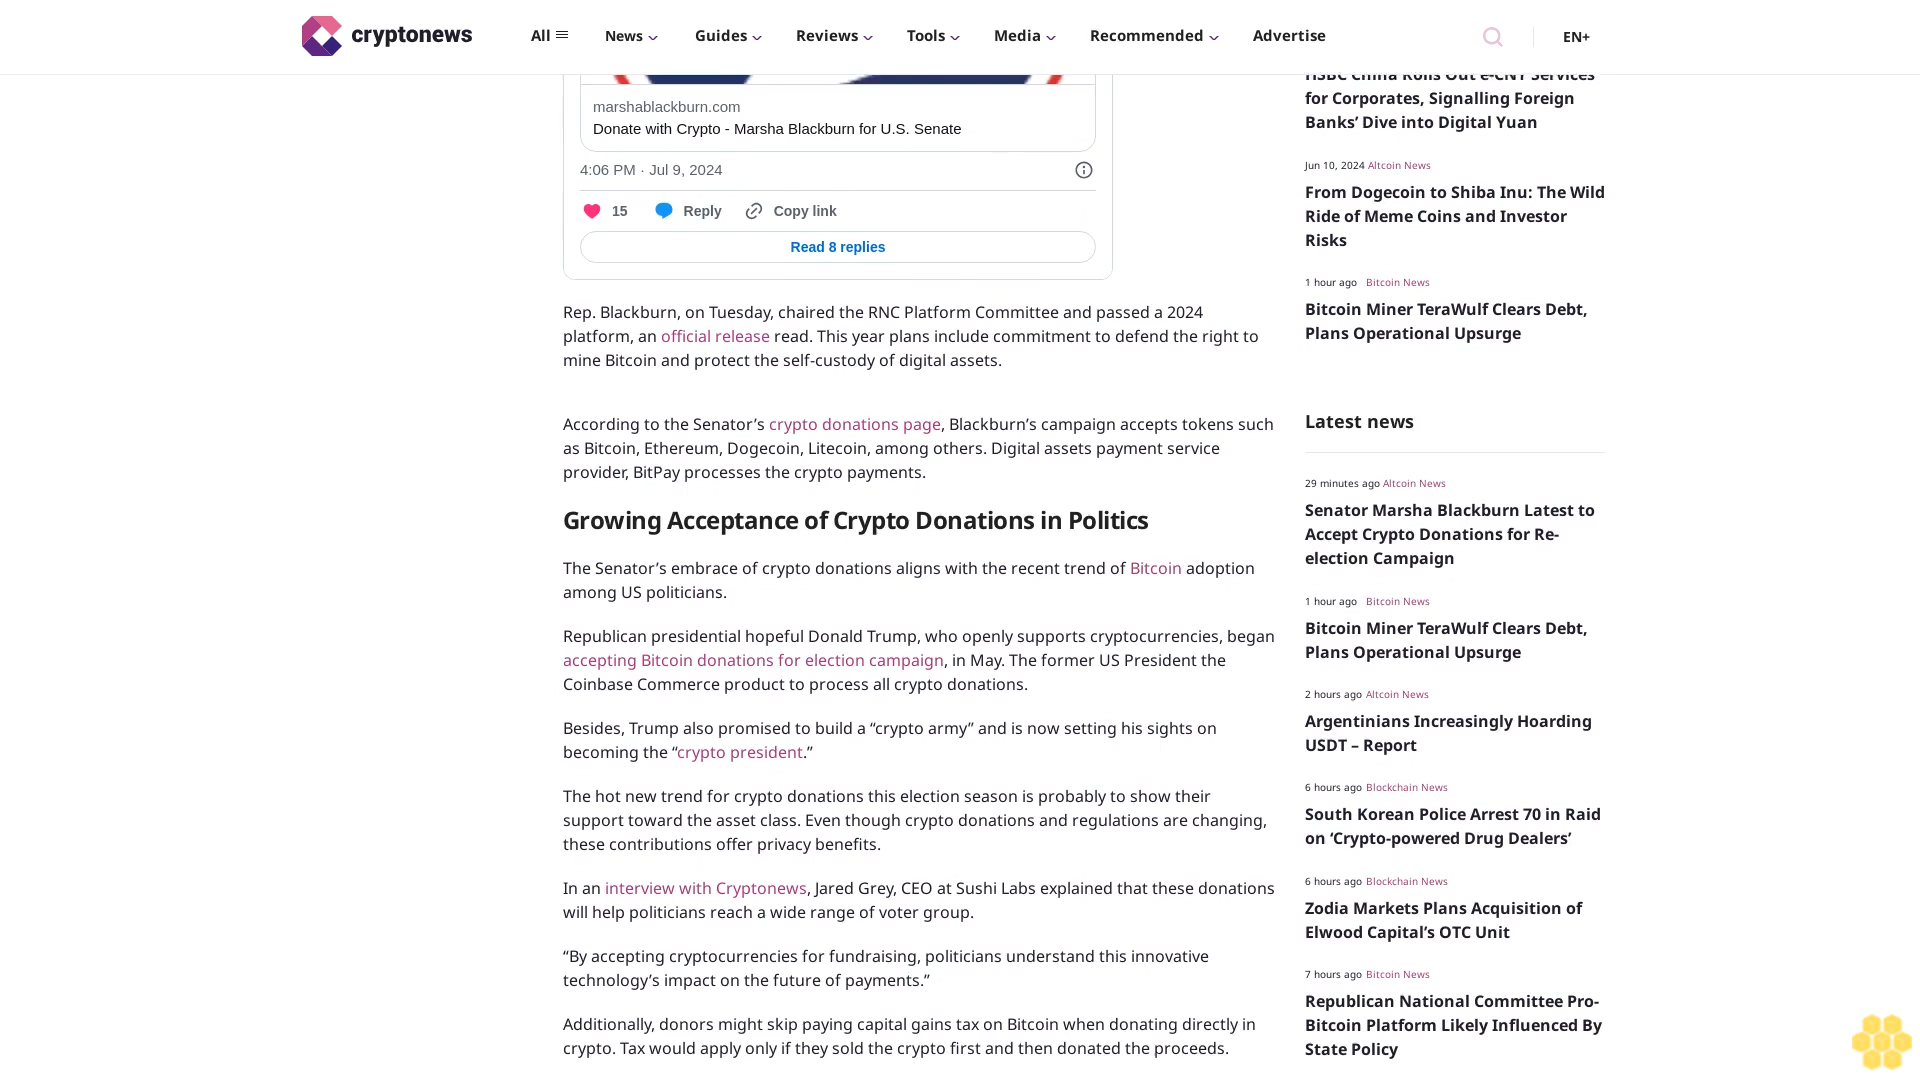 cryptonews
All
News
Guides
Reviews
Tools
Media
Recommended
Advertise
EN+
marshablackburn.com
Donate with Crypto - Marsha Blackburn for U.S. Senate
4:06 PM · Jul 9, 2024
15
Reply
Copy link
Read 8 replies
Rep. Blackburn, on Tuesday, chaired the RNC Platform Committee and passed a 2024
platform, an official release read. This year plans include commitment to defend the right to
mine Bitcoin and protect the self-custody of digital assets.
According to the Senator’s crypto donations page, Blackburn’s campaign accepts tokens such
as Bitcoin, Ethereum, Dogecoin, Litecoin, among others. Digital assets payment service
provider, BitPay processes the crypto payments.
Growing Acceptance of Crypto Donations in Politics
The Senator’s embrace of crypto donations aligns with the recent trend of Bitcoin adoption
among US politicians.
Republican presidential hopeful Donald Trump, who openly supports cryptocurrencies, began
accepting Bitcoin donations for election campaign, in May. The former US President the
Coinbase Commerce product to process all crypto donations.
Besides, Trump also promised to build a “crypto army” and is now setting his sights on
becoming the “crypto president.”
The hot new trend for crypto donations this election season is probably to show their
support toward the asset class. Even though crypto donations and regulations are changing,
these contributions offer privacy benefits.
In an interview with Cryptonews, Jared Grey, CEO at Sushi Labs explained that these donations
will help politicians reach a wide range of voter group.
“By accepting cryptocurrencies for fundraising, politicians understand this innovative
technology’s impact on the future of payments.”
Additionally, donors might skip paying capital gains tax on Bitcoin when donating directly in
crypto. Tax would apply only if they sold the crypto first and then donated the proceeds.
HSBC China Rolls Out e-CNY Services
for Corporates, Signalling Foreign
Banks’ Dive into Digital Yuan
Jun 10, 2024 Altcoin News
From Dogecoin to Shiba Inu: The Wild
Ride of Meme Coins and Investor
Risks
1 hour ago Bitcoin News
Bitcoin Miner TeraWulf Clears Debt,
Plans Operational Upsurge
Latest news
29 minutes ago Altcoin News
Senator Marsha Blackburn Latest to
Accept Crypto Donations for Re-
election Campaign
1 hour ago Bitcoin News
Bitcoin Miner TeraWulf Clears Debt,
Plans Operational Upsurge
2 hours ago Altcoin News
Argentinians Increasingly Hoarding
USDT – Report
6 hours ago Blockchain News
South Korean Police Arrest 70 in Raid
on ‘Crypto-powered Drug Dealers’
6 hours ago Blockchain News
Zodia Markets Plans Acquisition of
Elwood Capital’s OTC Unit
7 hours ago Bitcoin News
Republican National Committee Pro-
Bitcoin Platform Likely Influenced By
State Policy